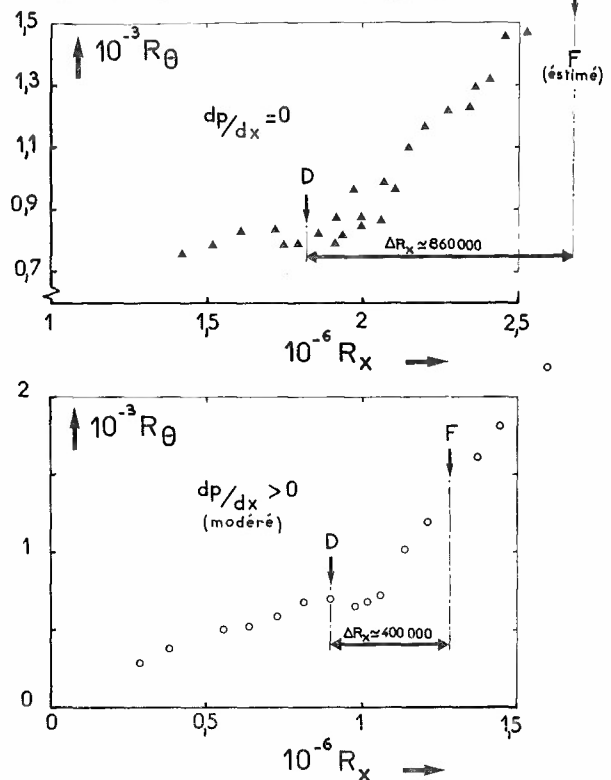 1,5
10⁻³ Rθ
F
(éstimé)
1,3
dp/dx = 0
1,1
D
0,9
ΔRx ≃ 860 000
0,7
1
1,5
2
2,5
10⁻⁶ Rx
2
10⁻³ Rθ
F
dp/dx > 0
(modéré)
D
1
ΔRx ≃ 400 000
0
0
0,5
1
1,5
10⁻⁶ Rx